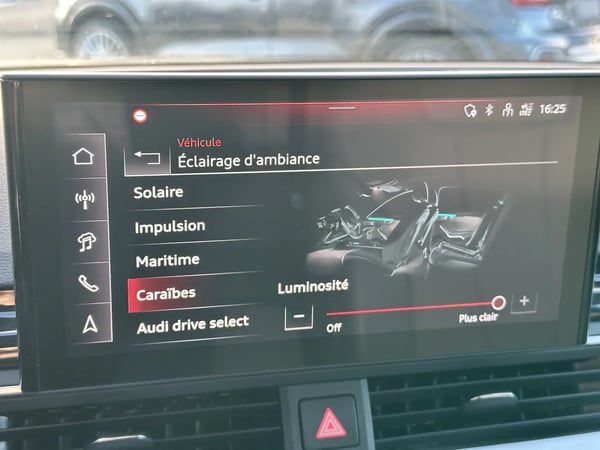 16:25
Véhicule
Éclairage d'ambiance
Solaire
Impulsion
Maritime
Caraïbes
Luminosité
Audi drive select
Off
Plus clair